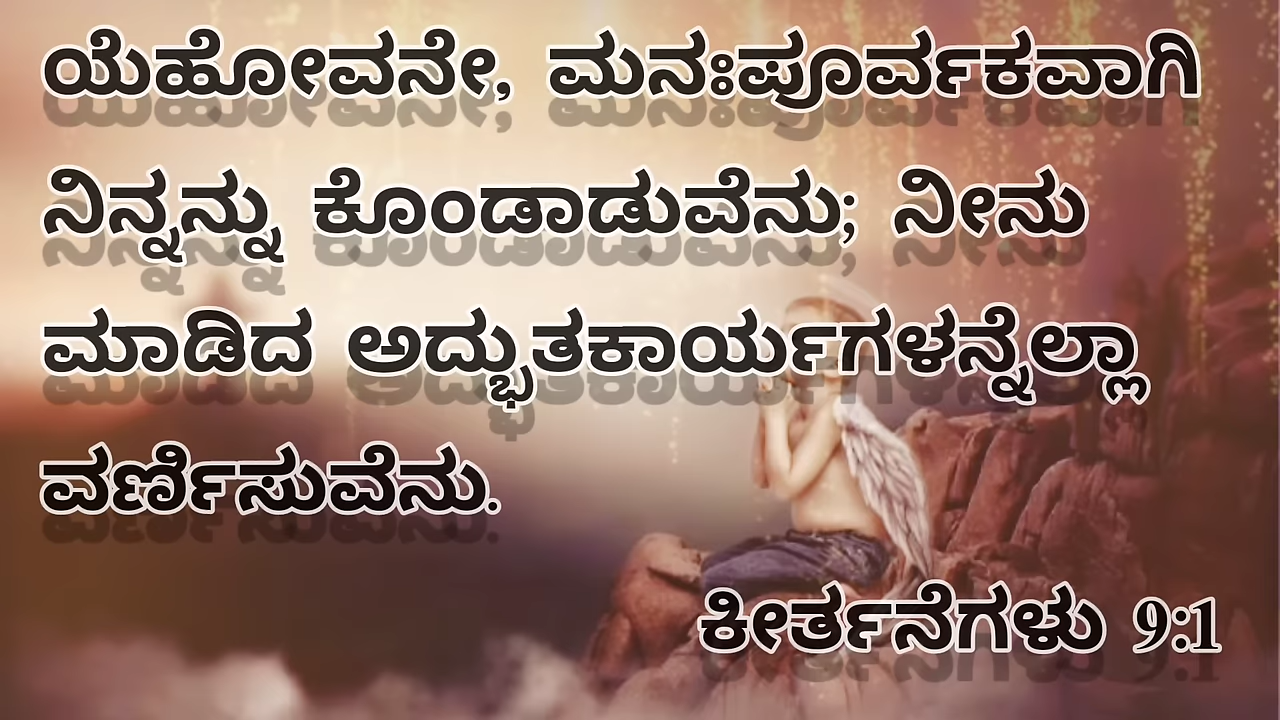 ಯೆಹೋವನೇ, ಮನಃಪೂರ್ವಕವಾಗಿ
ನಿನ್ನನ್ನು ಕೊಂಡಾಡುವೆನು; ನೀನು
ಮಾಡಿದ ಅದ್ಭುತಕಾರ್ಯಗಳನ್ನೆಲ್ಲಾ
ವರ್ಣಿಸುವೆನು.
ಕೀರ್ತನೆಗಳು 9:1